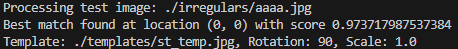 Processing test image: ./irregulars/aaaa.jpg
Best match found at location (0, 0) with score 0.973717987537384
Template: ./templates/st_temp.jpg, Rotation: 90, Scale: 1.0